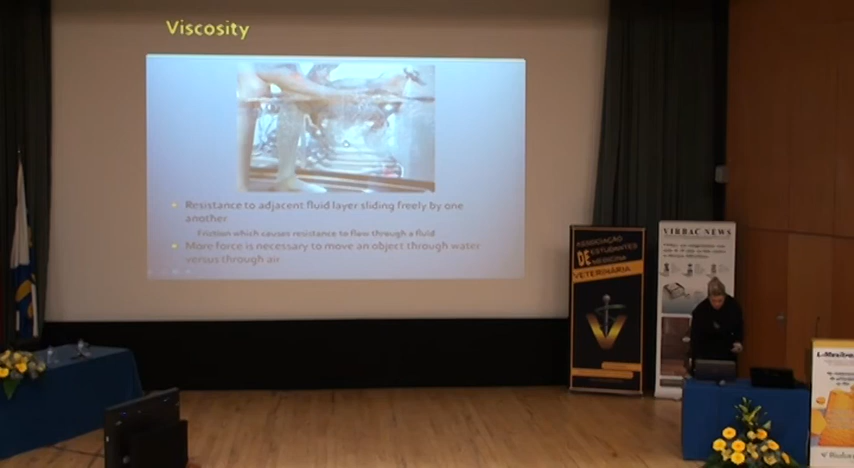 Viscosity
Resistance to adjacent fluid layer sliding freely by one
another
Friction which causes resistance to flow through a fluid
More force is necessary to move an object through water
versus through air
ASSOCIAÇÃO
DE ESTUDANTES
MEDICINA
VETERINÁRIA
V
VIRBAC NEWS